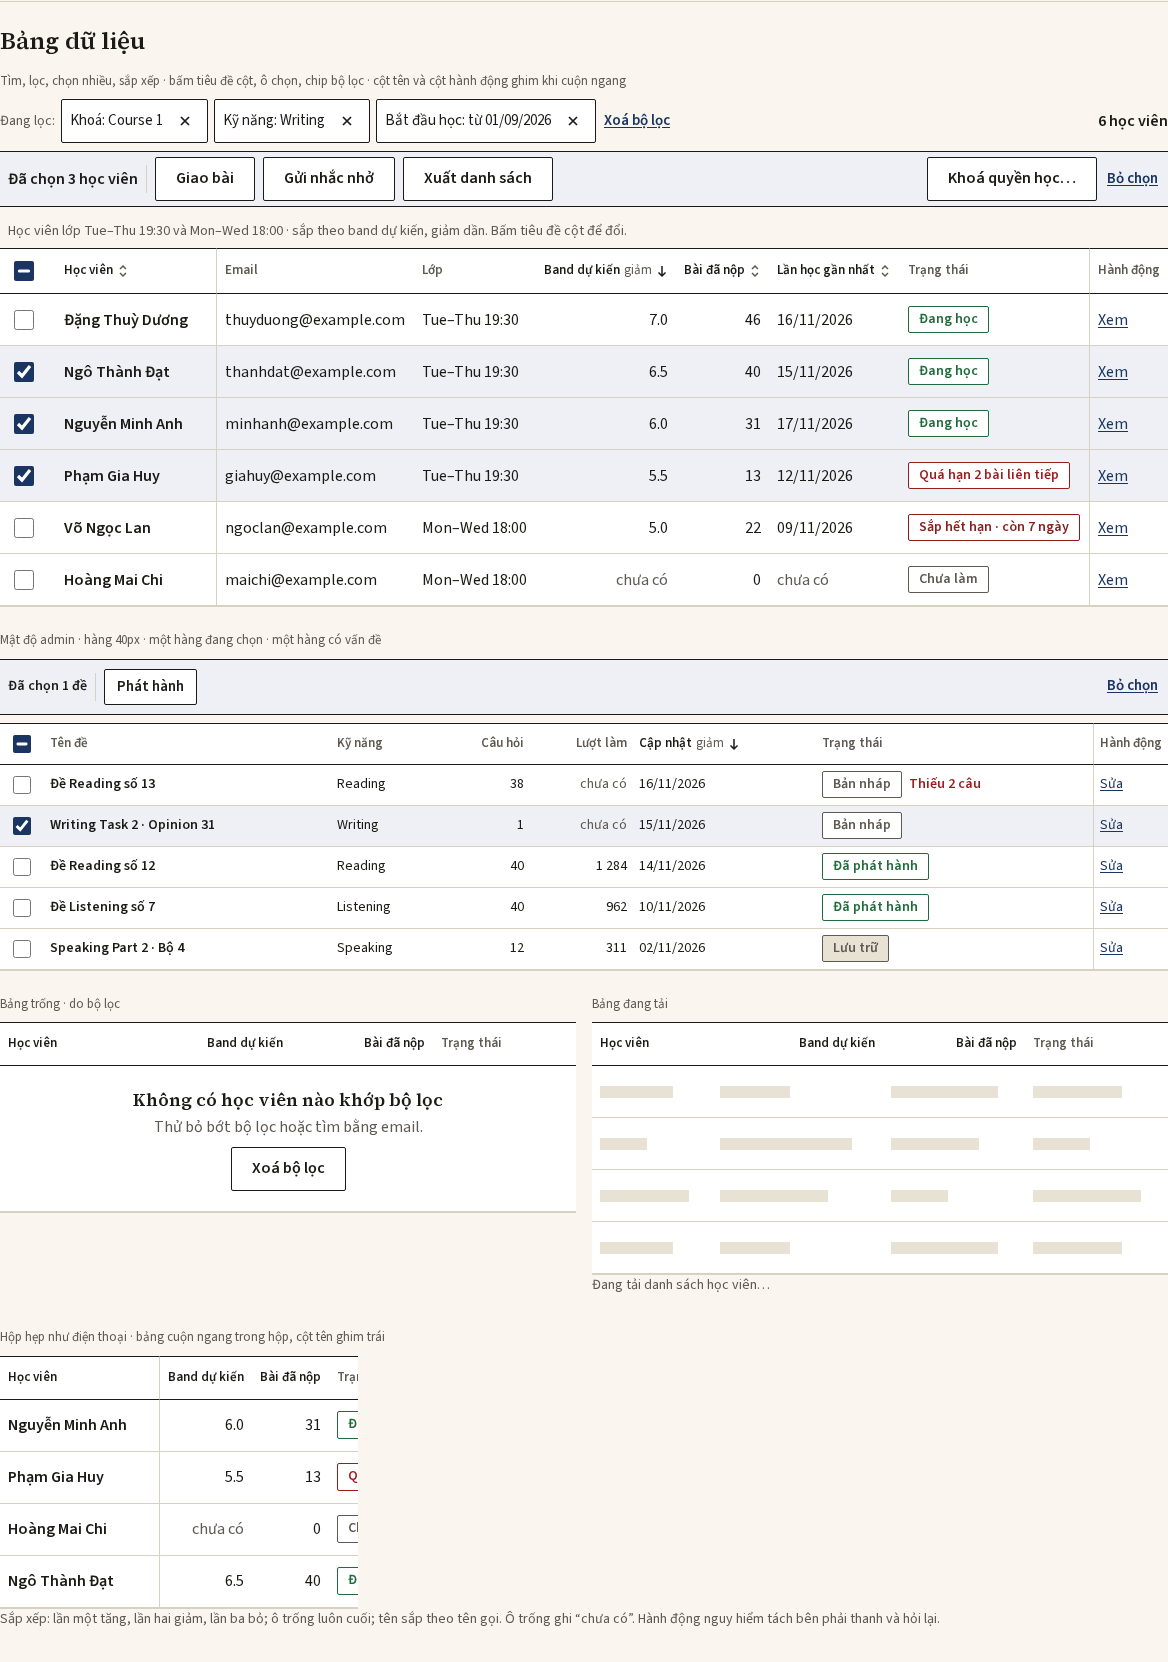 Bảng dữ liệu
Tìm, lọc, chọn nhiều, sắp xếp · bấm tiêu đề cột, ô chọn, chip bộ lọc · cột tên và cột hành động ghim khi cuộn ngang
Đang lọc: Khoá: Course 1 ✕ Kỹ năng: Writing ✕ Bắt đầu học: từ 01/09/2026 ✕ Xoá bộ lọc 6 học viên
Đã chọn 3 học viên Giao bài Gửi nhắc nhở Xuất danh sách Khoá quyền học… Bỏ chọn
Học viên lớp Tue–Thu 19:30 và Mon–Wed 18:00 · sắp theo band dự kiến, giảm dần. Bấm tiêu đề cột để đổi.
Học viên Email Lớp Band dự kiến giảm ↓ Bài đã nộp Lần học gần nhất Trạng thái Hành động
Đặng Thuỳ Dương thuyduong@example.com Tue–Thu 19:30 7.0 46 16/11/2026 Đang học Xem
Ngô Thành Đạt thanhdat@example.com Tue–Thu 19:30 6.5 40 15/11/2026 Đang học Xem
Nguyễn Minh Anh minhanh@example.com Tue–Thu 19:30 6.0 31 17/11/2026 Đang học Xem
Phạm Gia Huy giahuy@example.com Tue–Thu 19:30 5.5 13 12/11/2026 Quá hạn 2 bài liên tiếp Xem
Võ Ngọc Lan ngoclan@example.com Mon–Wed 18:00 5.0 22 09/11/2026 Sắp hết hạn · còn 7 ngày Xem
Hoàng Mai Chi maichi@example.com Mon–Wed 18:00 chưa có 0 chưa có Chưa làm Xem
Mật độ admin · hàng 40px · một hàng đang chọn · một hàng có vấn đề
Đã chọn 1 đề Phát hành Bỏ chọn
Tên đề Kỹ năng Câu hỏi Lượt làm Cập nhật giảm ↓ Trạng thái Hành động
Đề Reading số 13 Reading 38 chưa có 16/11/2026 Bản nháp Thiếu 2 câu Sửa
Writing Task 2 · Opinion 31 Writing 1 chưa có 15/11/2026 Bản nháp Sửa
Đề Reading số 12 Reading 40 1 284 14/11/2026 Đã phát hành Sửa
Đề Listening số 7 Listening 40 962 10/11/2026 Đã phát hành Sửa
Speaking Part 2 · Bộ 4 Speaking 12 311 02/11/2026 Lưu trữ Sửa
Bảng trống · do bộ lọc
Học viên Band dự kiến Bài đã nộp Trạng thái
Không có học viên nào khớp bộ lọc
Thử bỏ bớt bộ lọc hoặc tìm bằng email.
Xoá bộ lọc
Bảng đang tải
Học viên Band dự kiến Bài đã nộp Trạng thái
Đang tải danh sách học viên…
Hộp hẹp như điện thoại · bảng cuộn ngang trong hộp, cột tên ghim trái
Học viên Band dự kiến Bài đã nộp
Nguyễn Minh Anh 6.0 31
Phạm Gia Huy 5.5 13
Hoàng Mai Chi chưa có 0
Ngô Thành Đạt 6.5 40
Sắp xếp: lần một tăng, lần hai giảm, lần ba bỏ; ô trống luôn cuối; tên sắp theo tên gọi. Ô trống ghi “chưa có”. Hành động nguy hiểm tách bên phải thanh và hỏi lại.